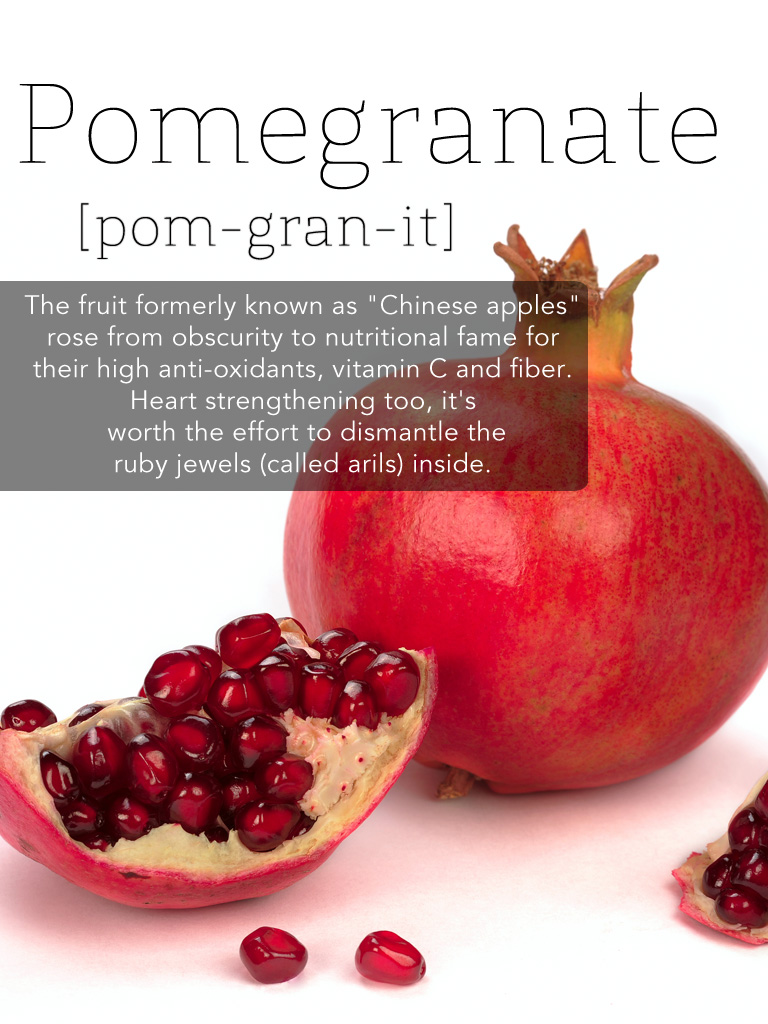 Pomegranate
[pom-gran-it]
The fruit formerly known as "Chinese apples"
rose from obscurity to nutritional fame for
their high anti-oxidants, vitamin C and fiber.
Heart strengthening too, it's
worth the effort to dismantle the
ruby jewels (called arils) inside.